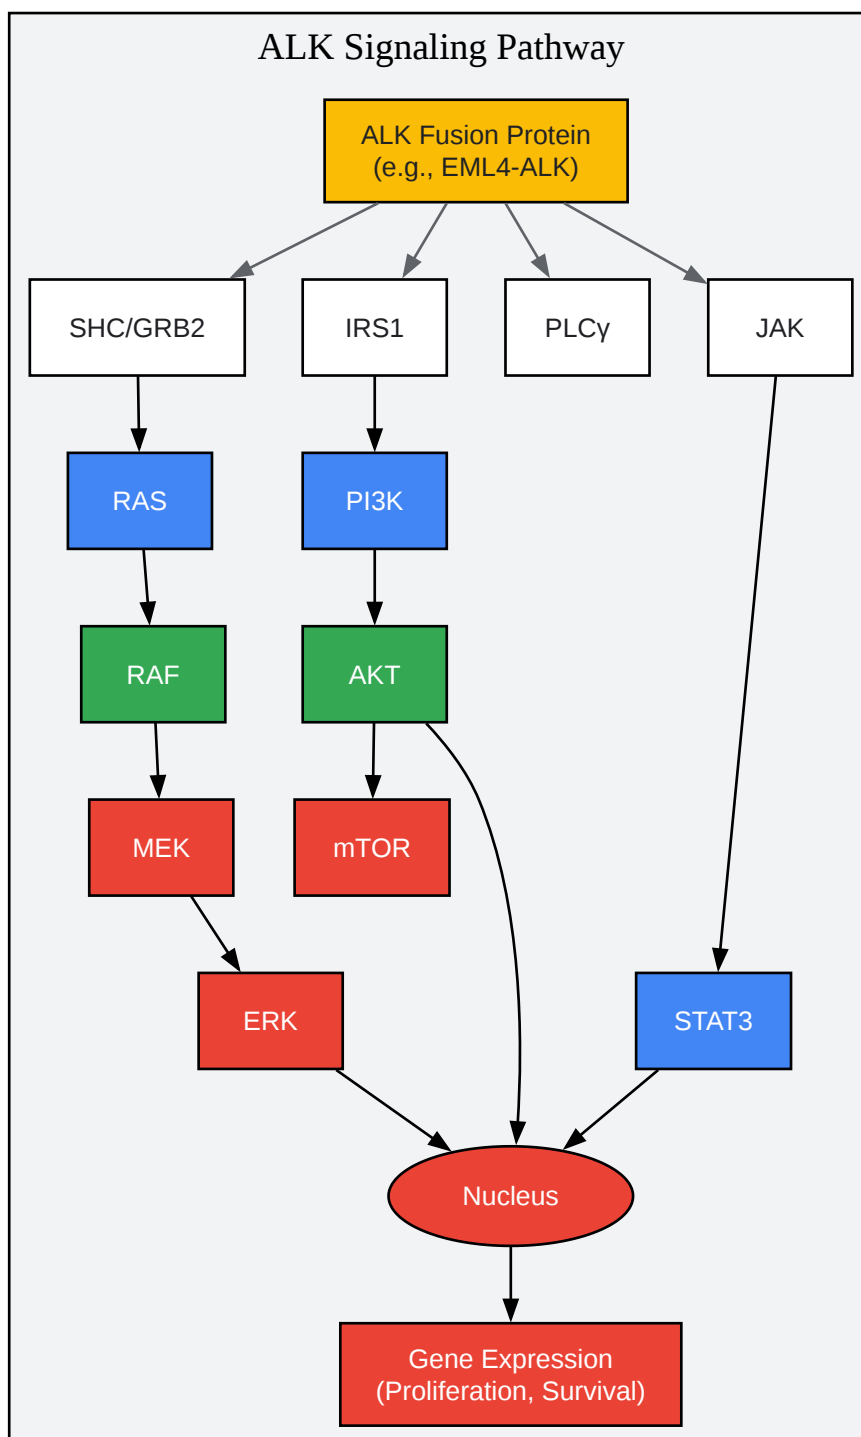 ALK Signaling Pathway
ALK Fusion Protein
(e.g., EML4-ALK)
SHC/GRB2
IRS1
PLCγ
JAK
RAS
PI3K
RAF
AKT
MEK
mTOR
ERK
STAT3
Nucleus
Gene Expression
(Proliferation, Survival)